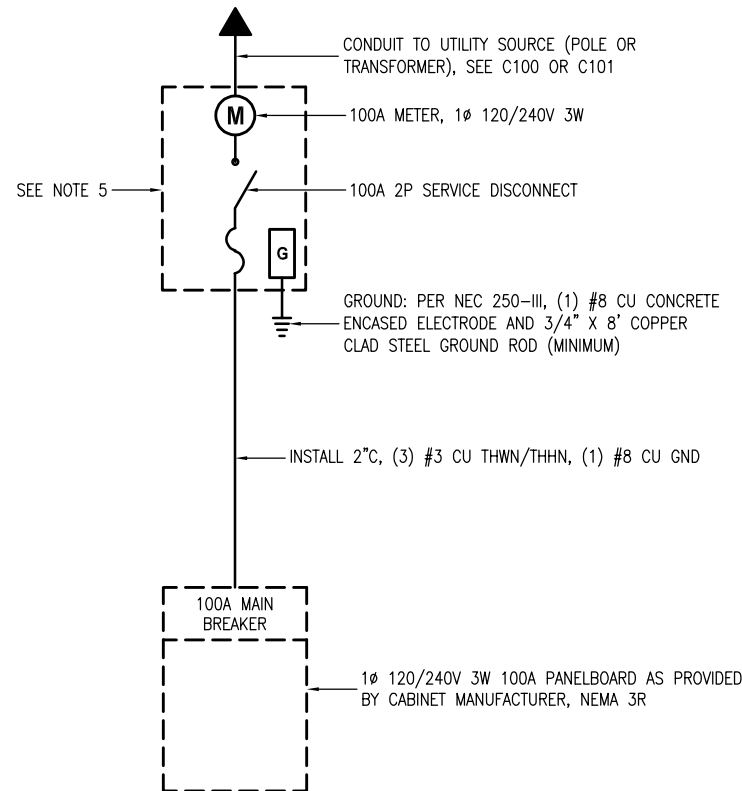 CONDUIT TO UTILITY SOURCE (POLE OR
TRANSFORMER), SEE C100 OR C101
M
100A METER, 1ø 120/240V 3W
SEE NOTE 5
100A 2P SERVICE DISCONNECT
G
GROUND: PER NEC 250-III, (1) #8 CU CONCRETE
ENCASED ELECTRODE AND 3/4" X 8' COPPER
CLAD STEEL GROUND ROD (MINIMUM)
INSTALL 2"C, (3) #3 CU THWN/THHN, (1) #8 CU GND
100A MAIN
BREAKER
1ø 120/240V 3W 100A PANELBOARD AS PROVIDED
BY CABINET MANUFACTURER, NEMA 3R